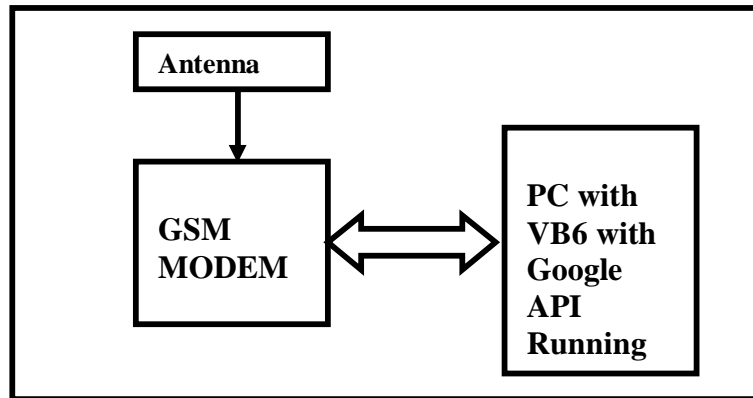 Antenna
GSM
MODEM
PC with
VB6 with
Google
API
Running